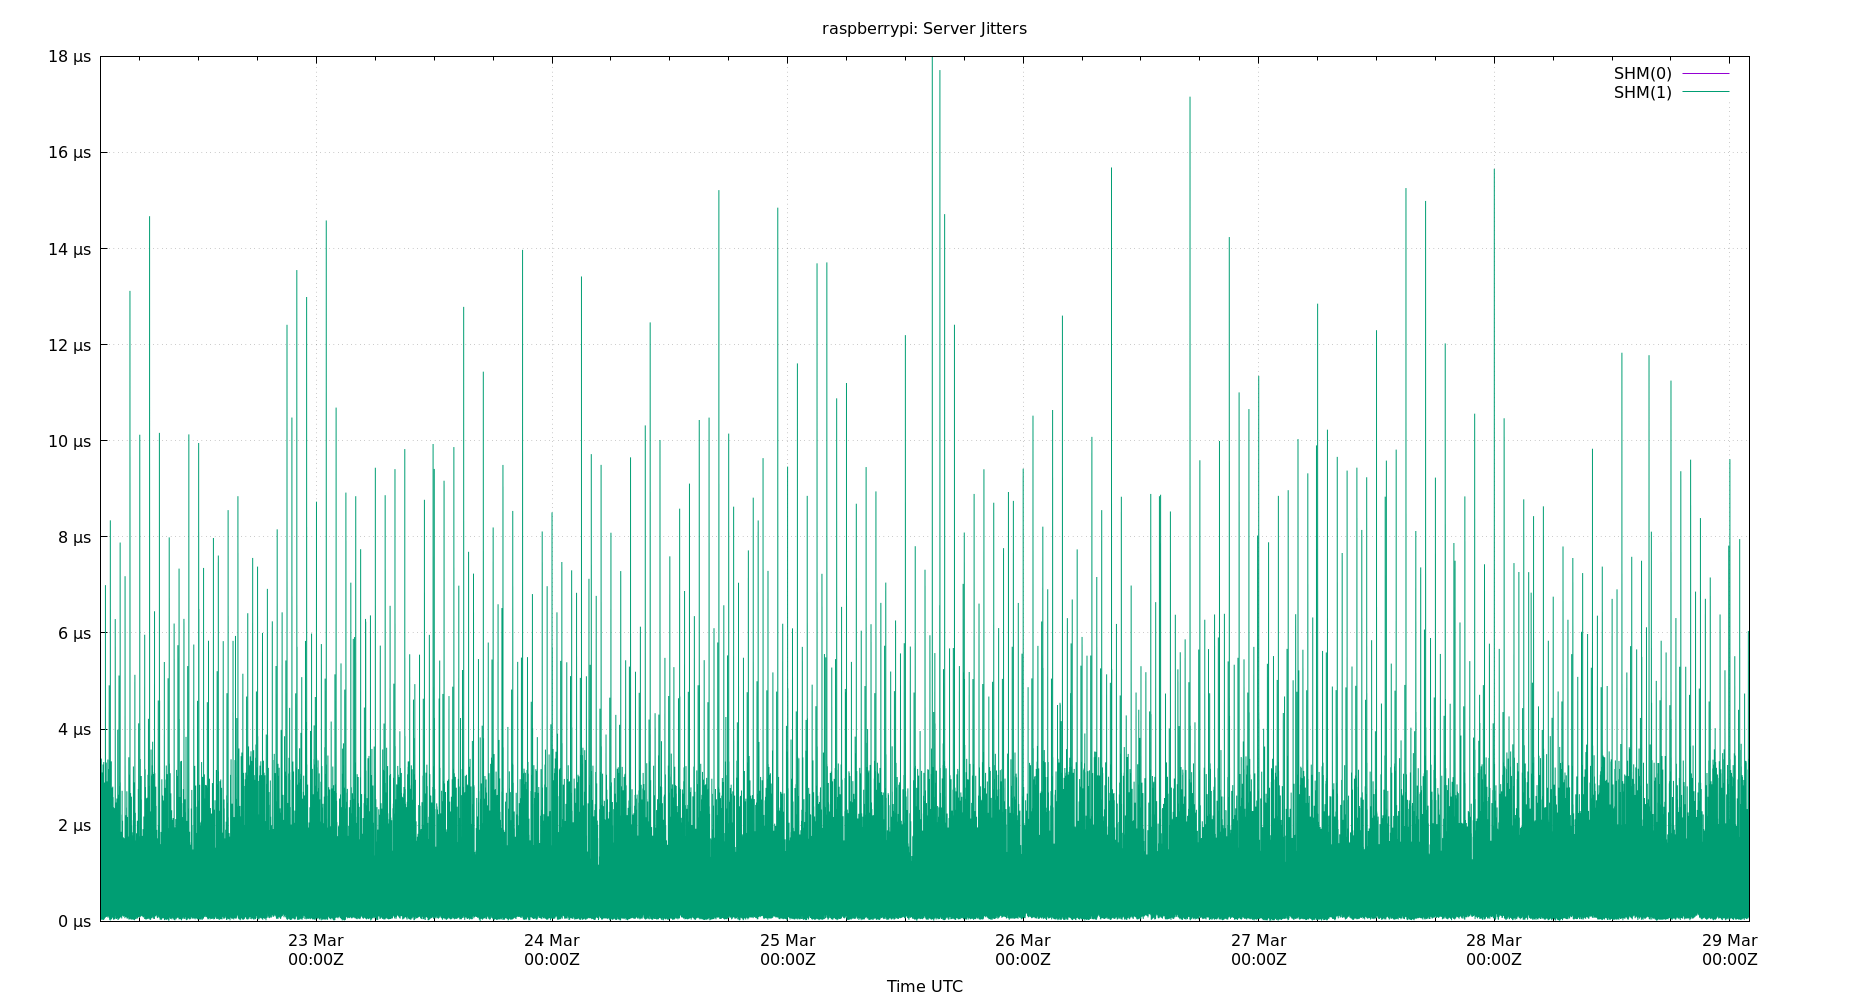 raspberrypi: Server Jitters
18 µs
SHM(0)
SHM(1)
16 µs
14 µs
12 µs
10 µs
8 µs
6 µs
4 µs
2 µs
0 µs
23 Mar 24 Mar 25 Mar 26 Mar 27 Mar 28 Mar 29 Mar
00:00Z 00:00Z 00:00Z 00:00Z 00:00Z 00:00Z 00:00Z
Time UTC